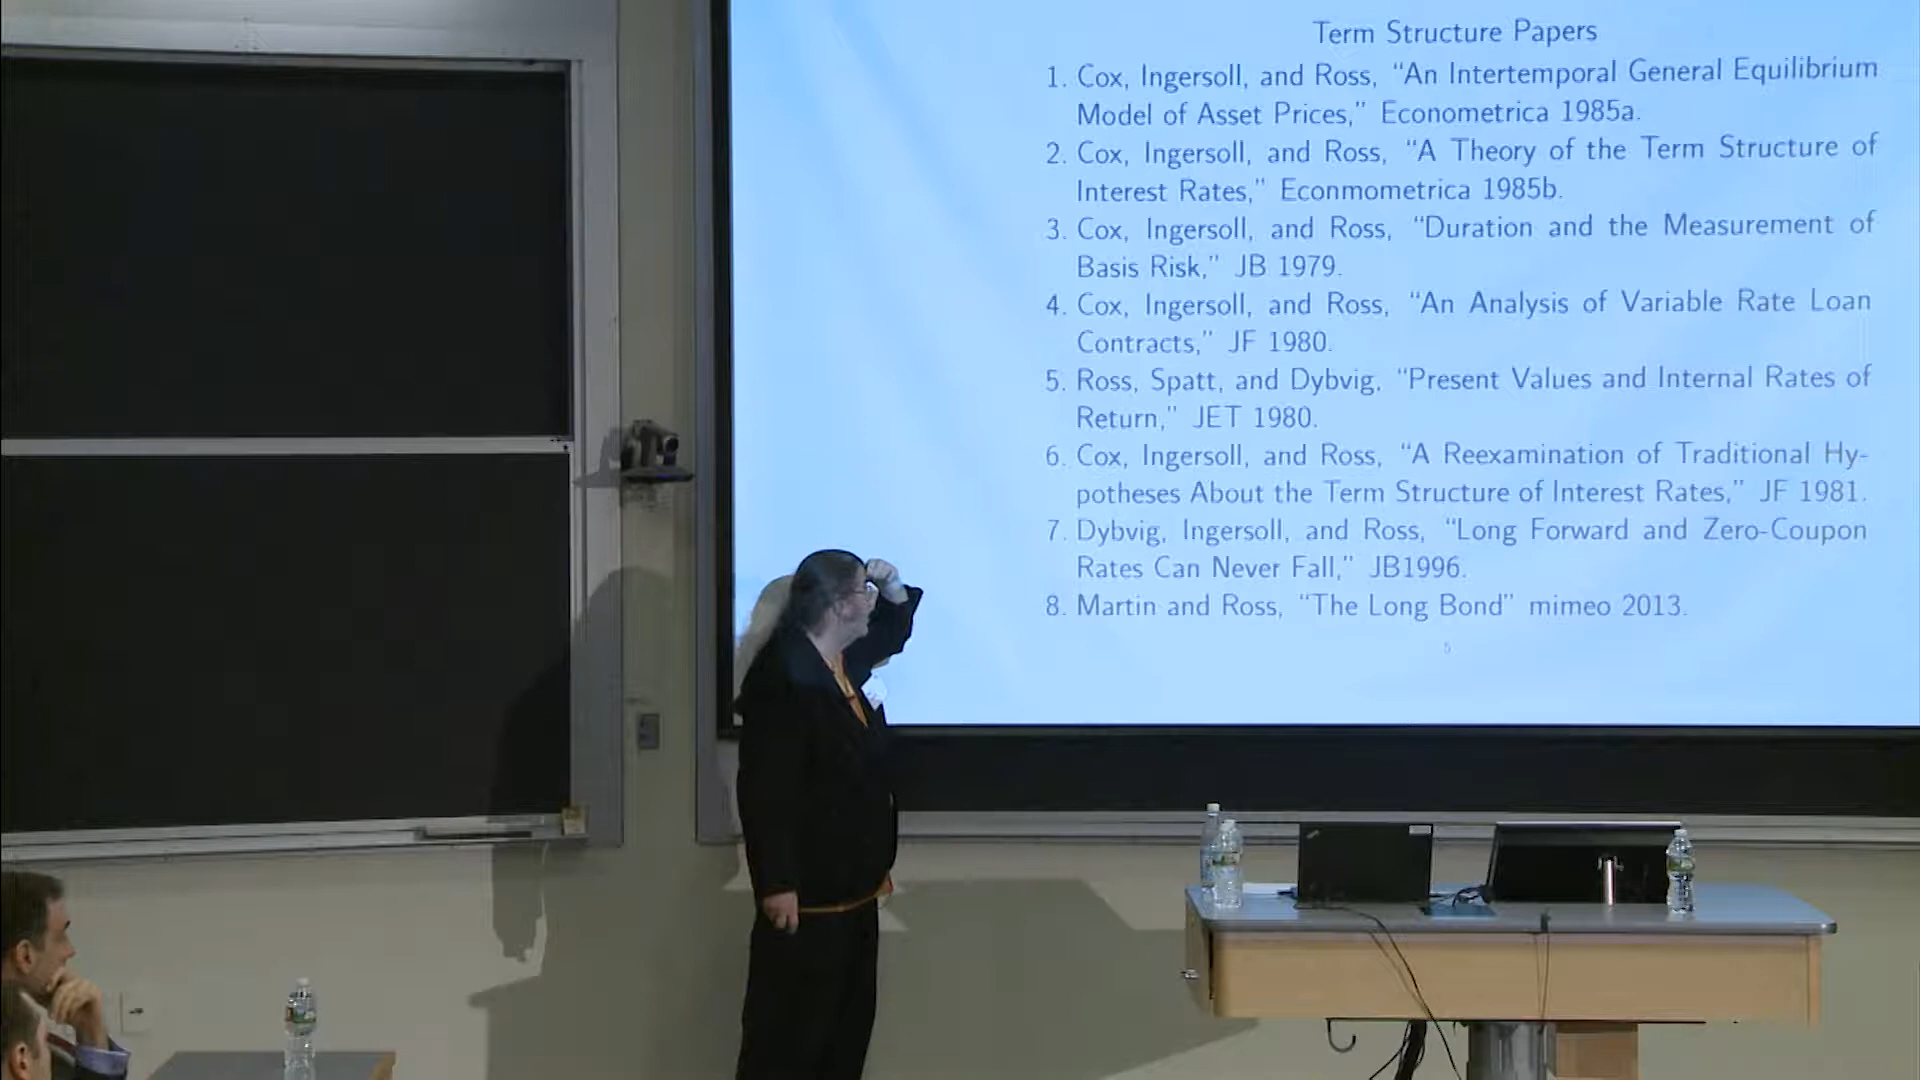 Term Structure Papers
1. Cox, Ingersoll, and Ross, “An Intertemporal General Equilibrium
Model of Asset Prices,” Econometrica 1985a.
2. Cox, Ingersoll, and Ross, “A Theory of the Term Structure of
Interest Rates,” Econmometrica 1985b.
3. Cox, Ingersoll, and Ross, “Duration and the Measurement of
Basis Risk,” JB 1979.
4. Cox, Ingersoll, and Ross, “An Analysis of Variable Rate Loan
Contracts,” JF 1980.
5. Ross, Spatt, and Dybvig, “Present Values and Internal Rates of
Return,” JET 1980.
6. Cox, Ingersoll, and Ross, “A Reexamination of Traditional Hy-
potheses About the Term Structure of Interest Rates,” JF 1981.
7. Dybvig, Ingersoll, and Ross, “Long Forward and Zero-Coupon
Rates Can Never Fall,” JB1996.
8. Martin and Ross, “The Long Bond” mimeo 2013.
5